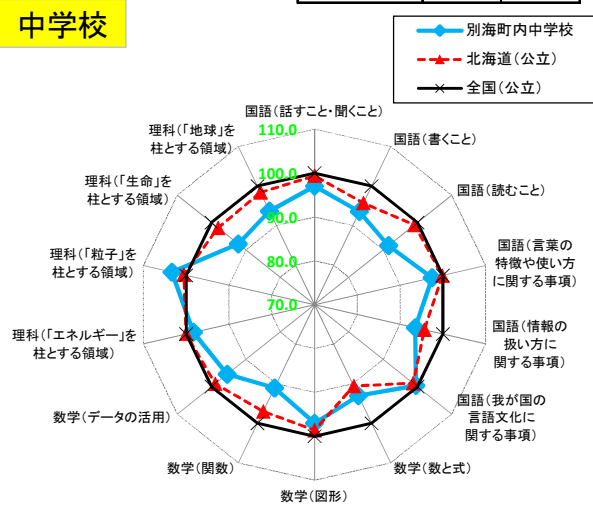 中学校
別海町内中学校
北海道(公立)
全国(公立)
国語(話すこと・聞くこと)
国語(書くこと)
国語(読むこと)
国語(言葉の
特徴や使い方
に関する事項)
国語(情報の
扱い方に
関する事項)
国語(我が国の
言語文化に
関する事項)
数学(数と式)
数学(図形)
数学(関数)
数学(データの活用)
理科(「エネルギー」を
柱とする領域)
理科(「粒子」を
柱とする領域)
理科(「生命」を
柱とする領域)
理科(「地球」を
柱とする領域)
110.0
100.0
90.0
80.0
70.0